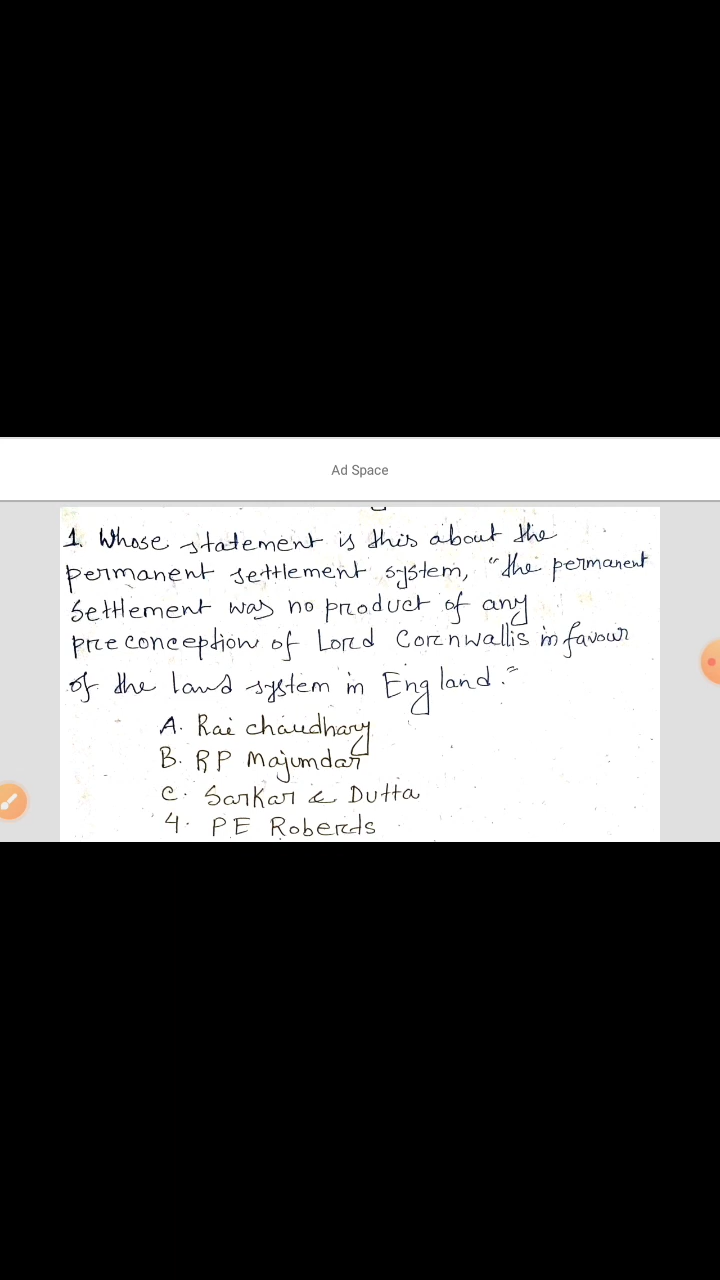 Ad Space
1. Whose statement is this about the
permanent settlement system, "the permanent
Settlement was no product of any
preconception of Lord Cornwallis in favour
of the land system in England."
A. Rai chaudhary
B. RP Majumdar
C. Sarkar & Dutta
4. PE Roberds